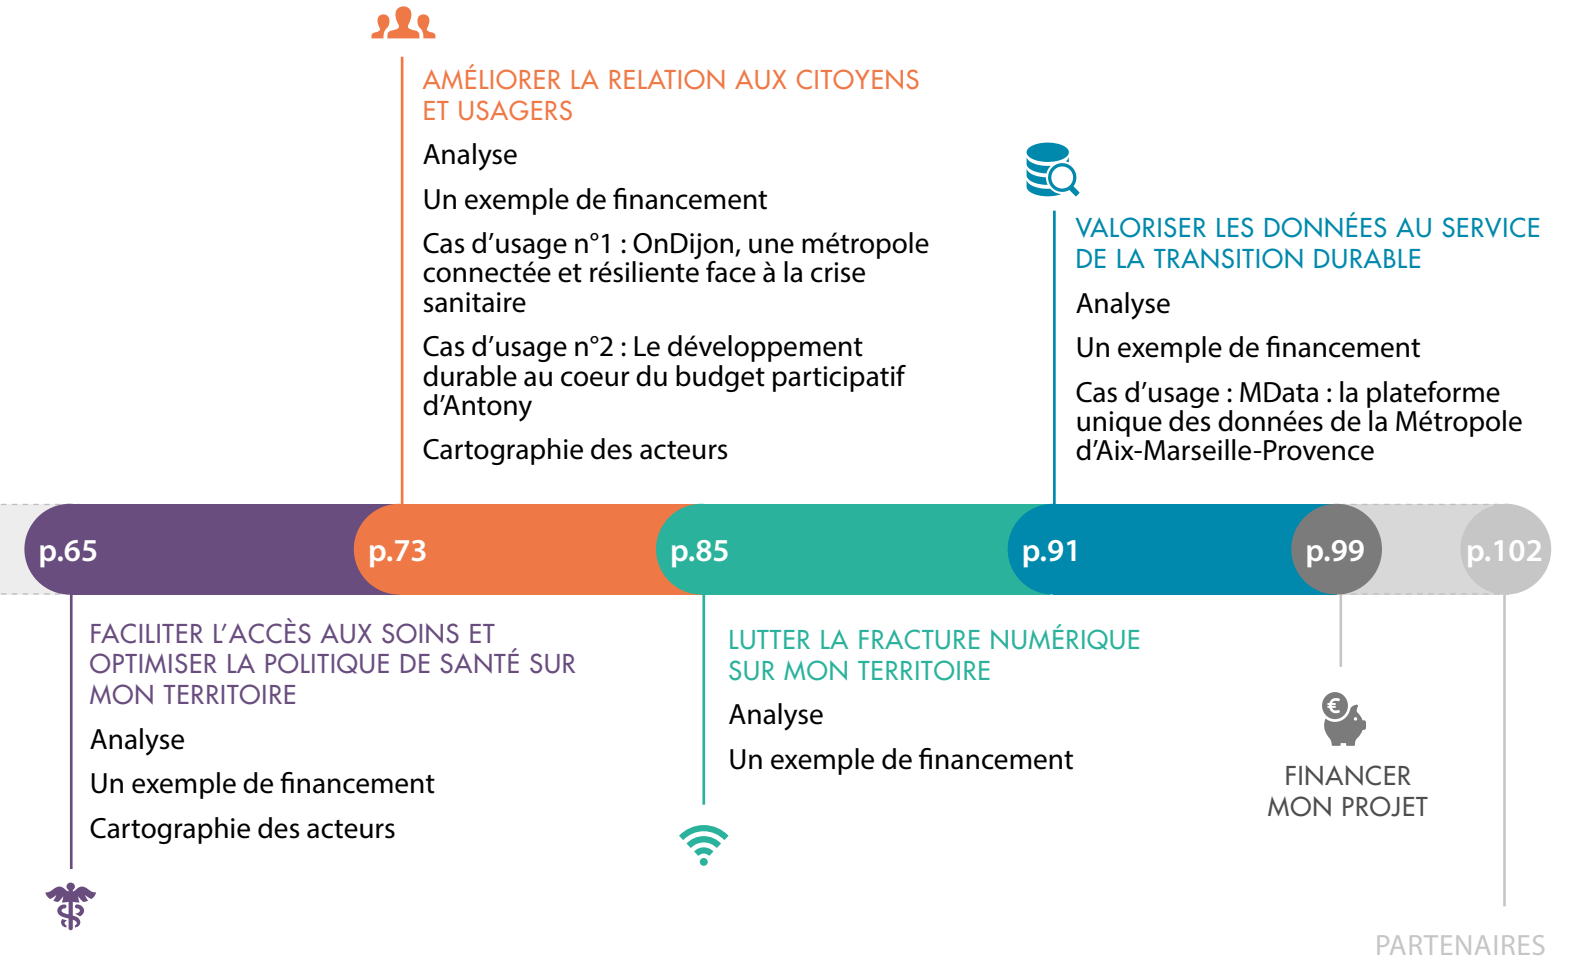 AMÉLIORER LA RELATION AUX CITOYENS
ET USAGERS
Analyse
Un exemple de financement
Cas d’usage n°1 : OnDijon, une métropole
connectée et résiliente face à la crise
sanitaire
Cas d’usage n°2 : Le développement
durable au coeur du budget participatif
d’Antony
Cartographie des acteurs
VALORISER LES DONNÉES AU SERVICE
DE LA TRANSITION DURABLE
Analyse
Un exemple de financement
Cas d’usage : MData : la plateforme
unique des données de la Métropole
d’Aix-Marseille-Provence
p.65
p.73
p.85
p.91
p.99
p.102
FACILITER L’ACCÈS AUX SOINS ET
OPTIMISER LA POLITIQUE DE SANTÉ SUR
MON TERRITOIRE
Analyse
Un exemple de financement
Cartographie des acteurs
LUTTER LA FRACTURE NUMÉRIQUE
SUR MON TERRITOIRE
Analyse
Un exemple de financement
€
FINANCER
MON PROJET
PARTENAIRES